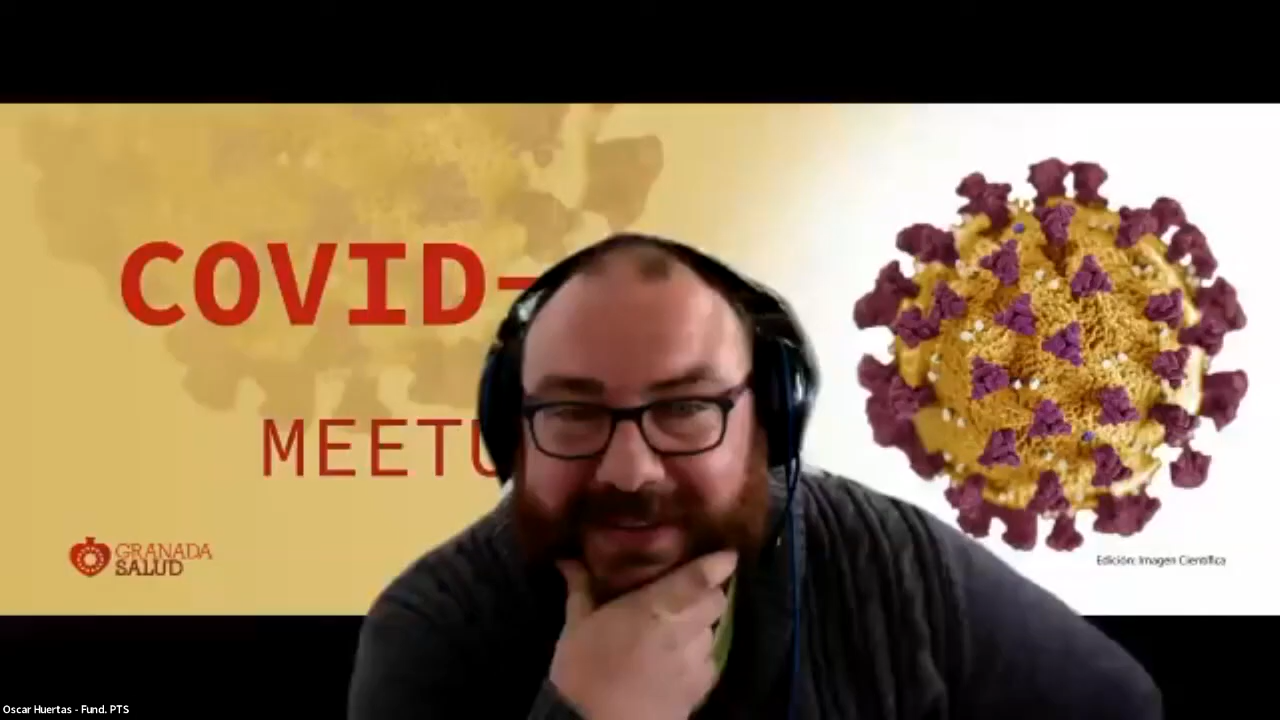 COVID-
MEETU
GRANADA
SALUD
Edición: Imagen Científica
Oscar Huertas - Fund. PTS